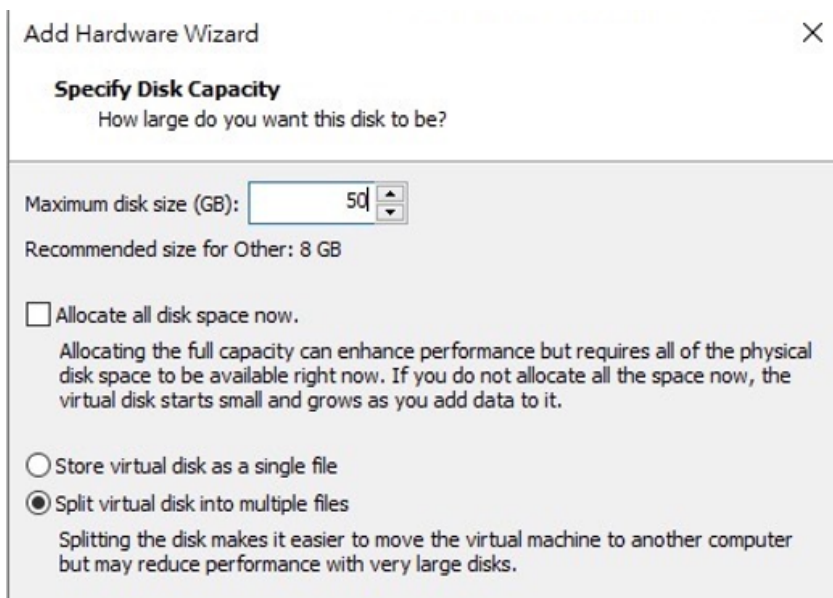 Add Hardware Wizard
Specify Disk Capacity
How large do you want this disk to be?
Maximum disk size (GB): 50
Recommended size for Other: 8 GB
Allocate all disk space now.
Allocating the full capacity can enhance performance but requires all of the physical
disk space to be available right now. If you do not allocate all the space now, the
virtual disk starts small and grows as you add data to it.
Store virtual disk as a single file
Split virtual disk into multiple files
Splitting the disk makes it easier to move the virtual machine to another computer
but may reduce performance with very large disks.